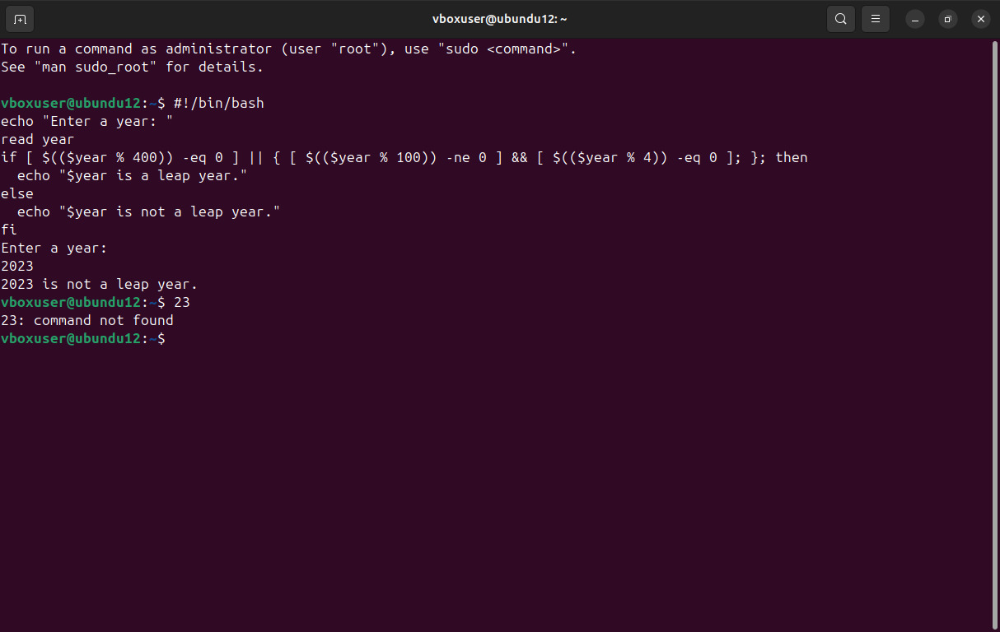 vboxuser@ubundu12: ~
To run a command as administrator (user "root"), use "sudo <command>".
See "man sudo_root" for details.
vboxuser@ubundu12:~$ #!/bin/bash
echo "Enter a year: "
read year
if [ $(($year % 400)) -eq 0 ] || { [ $(($year % 100)) -ne 0 ] && [ $(($year % 4)) -eq 0 ]; }; then
  echo "$year is a leap year."
else
  echo "$year is not a leap year."
fi
Enter a year:
2023
2023 is not a leap year.
vboxuser@ubundu12:~$ 23
23: command not found
vboxuser@ubundu12:~$